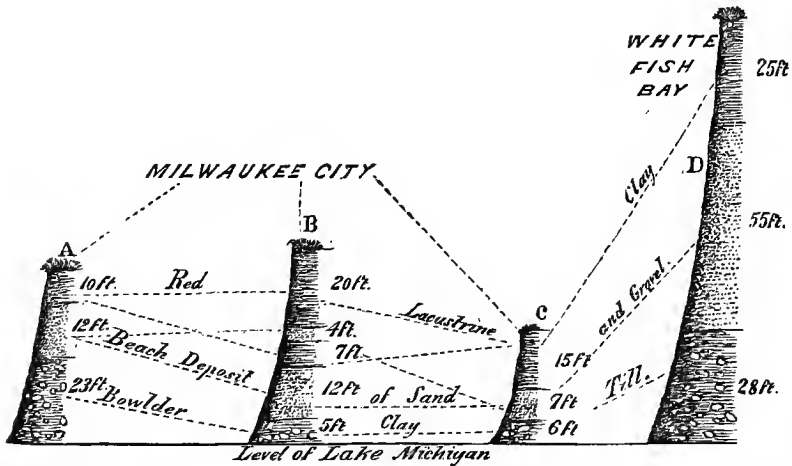 WHITE
FISH
BAY
25ft.
MILWAUKEE CITY
Clay
D
A
B
55ft.
10ft.
Red
20ft.
Lacustrine
C
and Gravel
12ft.
4ft.
Beach Deposit
7ft.
15ft
23ft.
12ft
of Sand
Till.
28ft.
Bowlder
7ft
5ft
Clay
6ft
Level of Lake Michigan